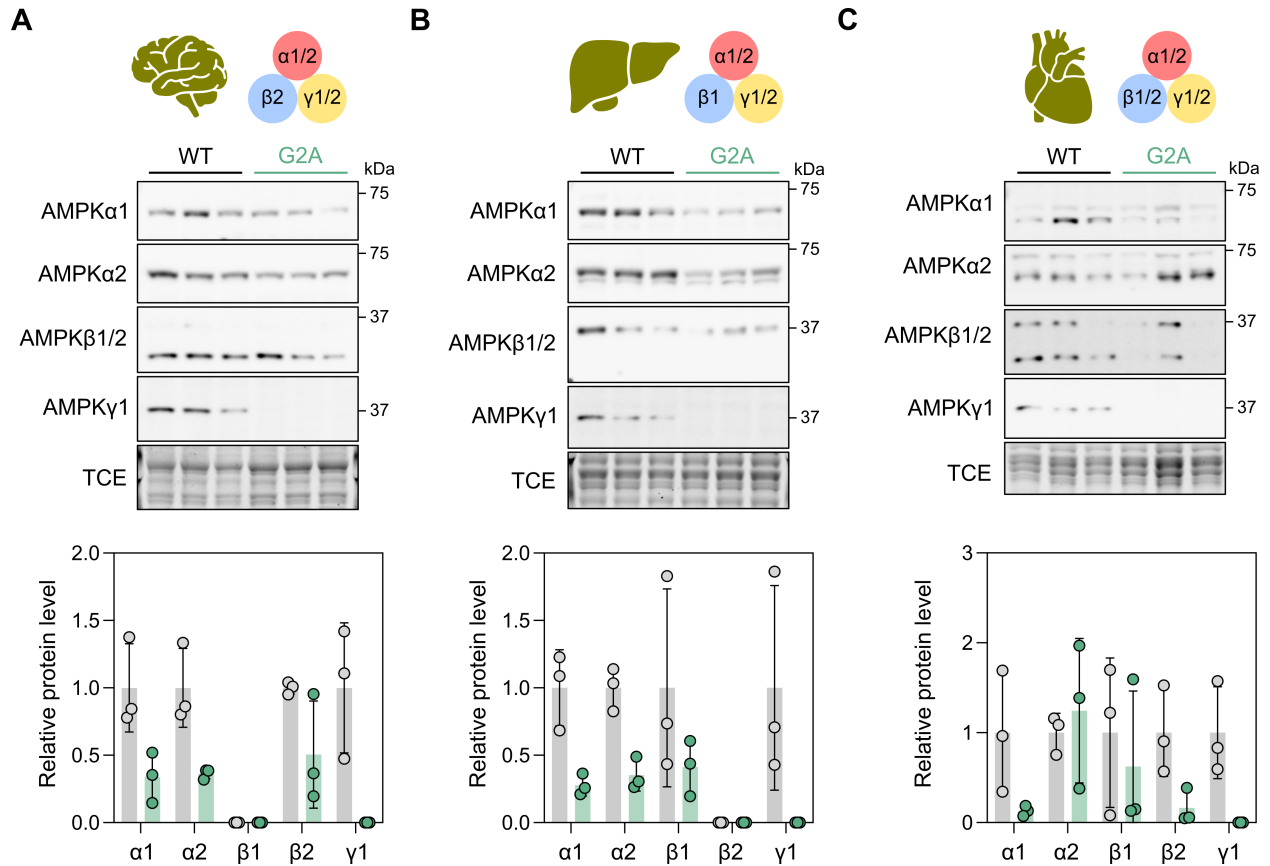 A
α1/2
β2 γ1/2
WT G2A
kDa
AMPKα1
75
AMPKα2
75
AMPKβ1/2
37
AMPKγ1
37
TCE
Relative protein level
2.0
1.5
1.0
0.5
0.0
α1 α2 β1 β2 γ1
B
α1/2
β1 γ1/2
WT G2A
kDa
AMPKα1
75
AMPKα2
75
AMPKβ1/2
37
AMPKγ1
37
TCE
Relative protein level
2.0
1.5
1.0
0.5
0.0
α1 α2 β1 β2 γ1
C
α1/2
β1/2 γ1/2
WT G2A
kDa
AMPKα1
75
AMPKα2
75
AMPKβ1/2
37
AMPKγ1
37
TCE
Relative protein level
3
2
1
0
α1 α2 β1 β2 γ1